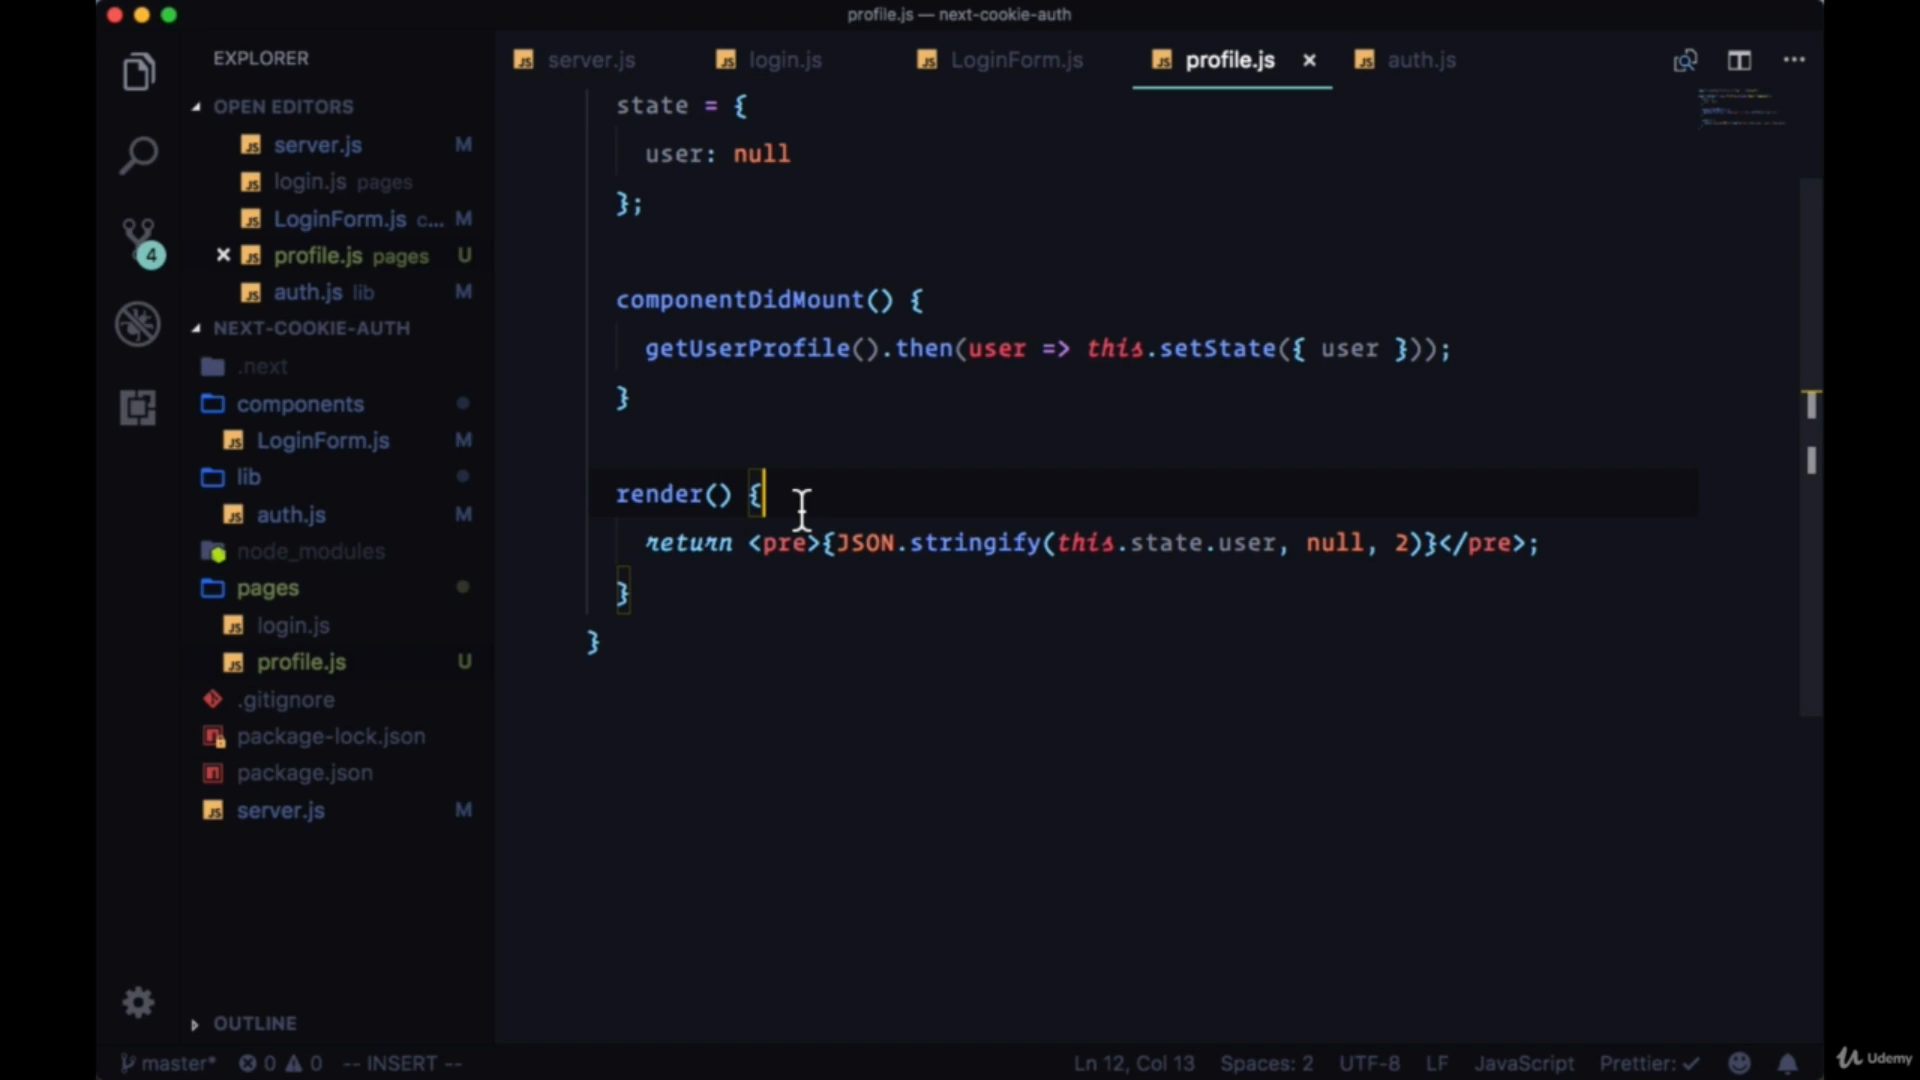 profile.js — next-cookie-auth
EXPLORER
OPEN EDITORS
server.js M
login.js pages
LoginForm.js c... M
profile.js pages U
auth.js lib M
NEXT-COOKIE-AUTH
.next
components
LoginForm.js M
lib
auth.js M
node_modules
pages
login.js
profile.js U
.gitignore
package-lock.json
package.json
server.js M
OUTLINE
4
server.js login.js LoginForm.js profile.js auth.js
state = {
user: null
};
componentDidMount() {
getUserProfile().then(user => this.setState({ user }));
}
render() {
return <pre>{JSON.stringify(this.state.user, null, 2)}</pre>;
}
}
master* 0 0 -- INSERT -- Ln 12, Col 13 Spaces: 2 UTF-8 LF JavaScript Prettier: ✓
Udemy